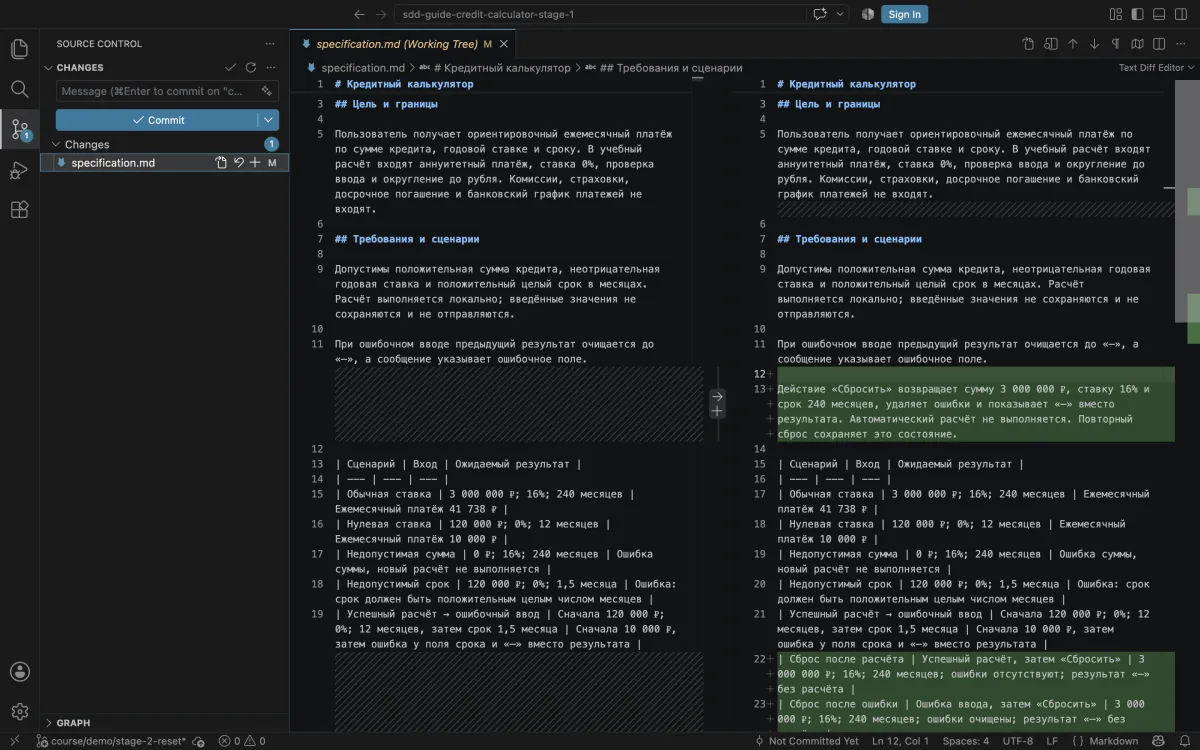 sdd-guide-credit-calculator-stage-1
Sign In
SOURCE CONTROL
CHANGES
Message (⌘Enter to commit on "c...
Commit
Changes
1
specification.md
M
1
specification.md (Working Tree) M
specification.md > # Кредитный калькулятор > ## Требования и сценарии
Text Diff Editor
1 # Кредитный калькулятор
3 ## Цель и границы
4
5 Пользователь получает ориентировочный ежемесячный платёж
по сумме кредита, годовой ставке и сроку. В учебный
расчёт входят аннуитетный платёж, ставка 0%, проверка
ввода и округление до рубля. Комиссии, страховки,
досрочное погашение и банковский график платежей не
входят.
6
7 ## Требования и сценарии
8
9 Допустимы положительная сумма кредита, неотрицательная
годовая ставка и положительный целый срок в месяцах.
Расчёт выполняется локально; введённые значения не
сохраняются и не отправляются.
10
11 При ошибочном вводе предыдущий результат очищается до
«—», а сообщение указывает ошибочное поле.
12
13 | Сценарий | Вход | Ожидаемый результат |
14 | --- | --- | --- |
15 | Обычная ставка | 3 000 000 ₽; 16%; 240 месяцев |
Ежемесячный платёж 41 738 ₽ |
16 | Нулевая ставка | 120 000 ₽; 0%; 12 месяцев |
Ежемесячный платёж 10 000 ₽ |
17 | Недопустимая сумма | 0 ₽; 16%; 240 месяцев | Ошибка
суммы, новый расчёт не выполняется |
18 | Недопустимый срок | 120 000 ₽; 0%; 1,5 месяца | Ошибка:
срок должен быть положительным целым числом месяцев |
19 | Успешный расчёт → ошибочный ввод | Сначала 120 000 ₽;
0%; 12 месяцев, затем срок 1,5 месяца | Сначала 10 000 ₽,
затем ошибка у поля срока и «—» вместо результата |
1 # Кредитный калькулятор
3 ## Цель и границы
4
5 Пользователь получает ориентировочный ежемесячный платёж по
сумме кредита, годовой ставке и сроку. В учебный расчёт входят
аннуитетный платёж, ставка 0%, проверка ввода и округление до
рубля. Комиссии, страховки, досрочное погашение и банковский
график платежей не входят.
6
7 ## Требования и сценарии
8
9 Допустимы положительная сумма кредита, неотрицательная годовая
ставка и положительный целый срок в месяцах. Расчёт
выполняется локально; введённые значения не сохраняются и не
отправляются.
10
11 При ошибочном вводе предыдущий результат очищается до «—», а
сообщение указывает ошибочное поле.
12+
13+ Действие «Сбросить» возвращает сумму 3 000 000 ₽, ставку 16% и
+ срок 240 месяцев, удаляет ошибки и показывает «—» вместо
+ результата. Автоматический расчёт не выполняется. Повторный
+ сброс сохраняет это состояние.
14
15 | Сценарий | Вход | Ожидаемый результат |
16 | --- | --- | --- |
17 | Обычная ставка | 3 000 000 ₽; 16%; 240 месяцев | Ежемесячный
платёж 41 738 ₽ |
18 | Нулевая ставка | 120 000 ₽; 0%; 12 месяцев | Ежемесячный
платёж 10 000 ₽ |
19 | Недопустимая сумма | 0 ₽; 16%; 240 месяцев | Ошибка суммы,
новый расчёт не выполняется |
20 | Недопустимый срок | 120 000 ₽; 0%; 1,5 месяца | Ошибка: срок
должен быть положительным целым числом месяцев |
21 | Успешный расчёт → ошибочный ввод | Сначала 120 000 ₽; 0%; 12
месяцев, затем срок 1,5 месяца | Сначала 10 000 ₽, затем
ошибка у поля срока и «—» вместо результата |
22+ | Сброс после расчёта | Успешный расчёт, затем «Сбросить» | 3
+ 000 000 ₽; 16%; 240 месяцев; ошибки отсутствуют; результат «—»
+ без расчёта |
23+ | Сброс после ошибки | Ошибка ввода, затем «Сбросить» | 3 000
+ 000 ₽; 16%; 240 месяцев; ошибки очищены; результат «—» без
GRAPH
course/demo/stage-2-reset*
0 0
Not Committed Yet
Ln 12, Col 1
Spaces: 4
UTF-8
LF
{ } Markdown